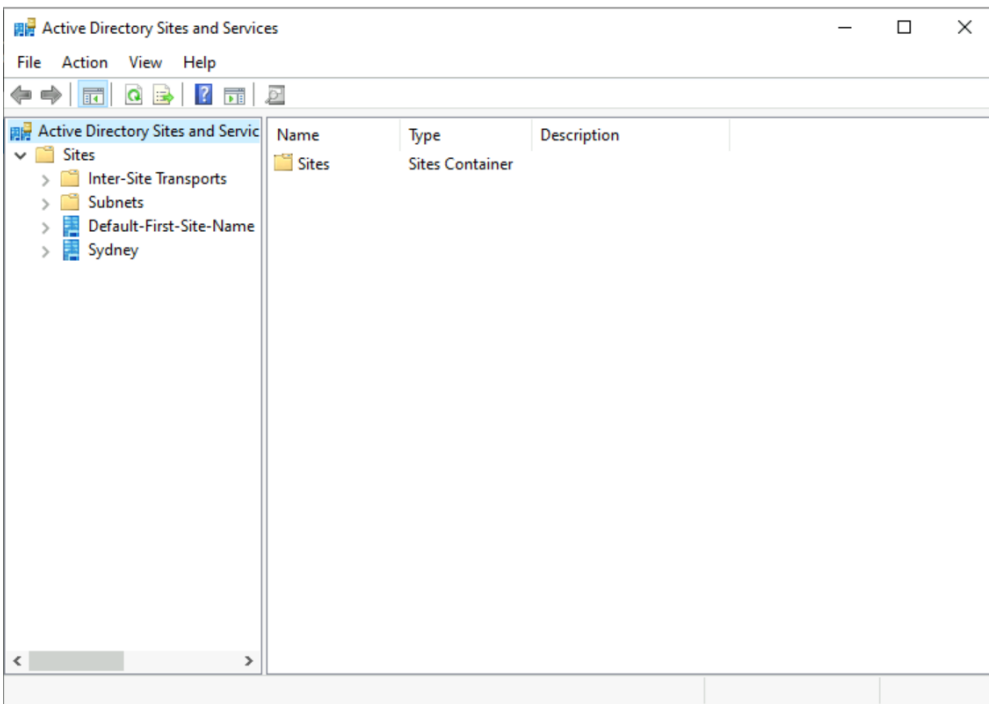 Active Directory Sites and Services
File Action View Help
Active Directory Sites and Servic
Sites
Inter-Site Transports
Subnets
Default-First-Site-Name
Sydney
Name Type Description
Sites Sites Container